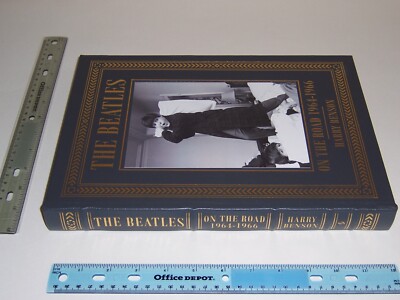 THE BEATLES
ON THE ROAD 1964-1966
HARRY BENSON
THE BEATLES
ON THE ROAD
1964-1966
HARRY
BENSON
Office DEPOT